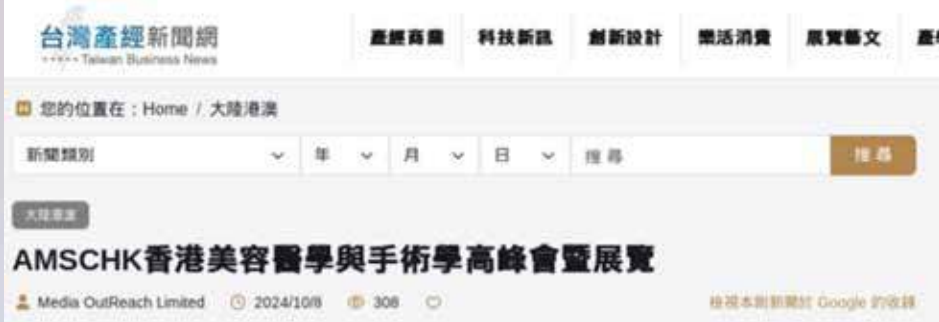 台灣產經新聞網 產經商業 科技新訊 創新設計 樂活消費 展覽藝文
Taiwan Business News
您的位置在：Home / 大陸港澳
新聞類別 年 月 日 搜尋 搜尋
大陸港澳
AMSCHK香港美容醫學與手術學高峰會暨展覽
Media OutReach Limited 2024/10/8 308 檢視本則新聞於 Google 的收錄